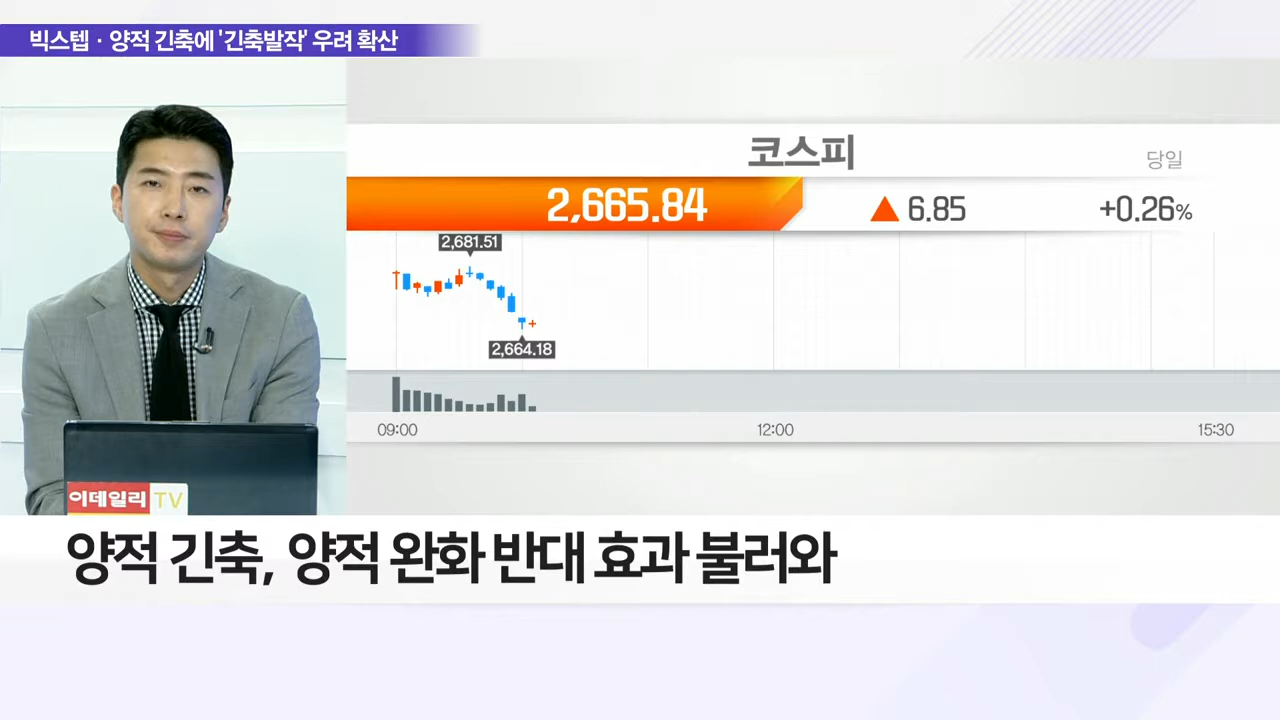 빅스텝·양적 긴축에 '긴축발작' 우려 확산
코스피
당일
2,665.84
▲ 6.85
+0.26%
2,681.51
2,664.18
09:00
12:00
15:30
이데일리 TV
양적 긴축, 양적 완화 반대 효과 불러와